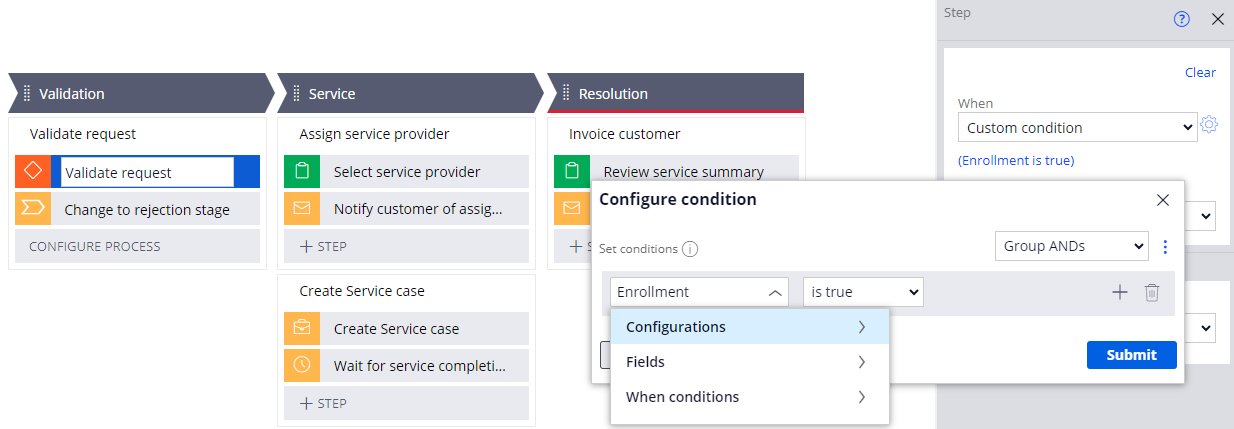 Step
?
Clear
Validation
Service
Resolution
When
Custom condition
(Enrollment is true)
Validate request
Validate request
Change to rejection stage
CONFIGURE PROCESS
Assign service provider
Select service provider
Notify customer of assig...
+ STEP
Create Service case
Create Service case
Wait for service completi...
+ STEP
Invoice customer
Review service summary
Configure condition
Set conditions i
Group ANDs
Enrollment
is true
Configurations
Fields
When conditions
Submit